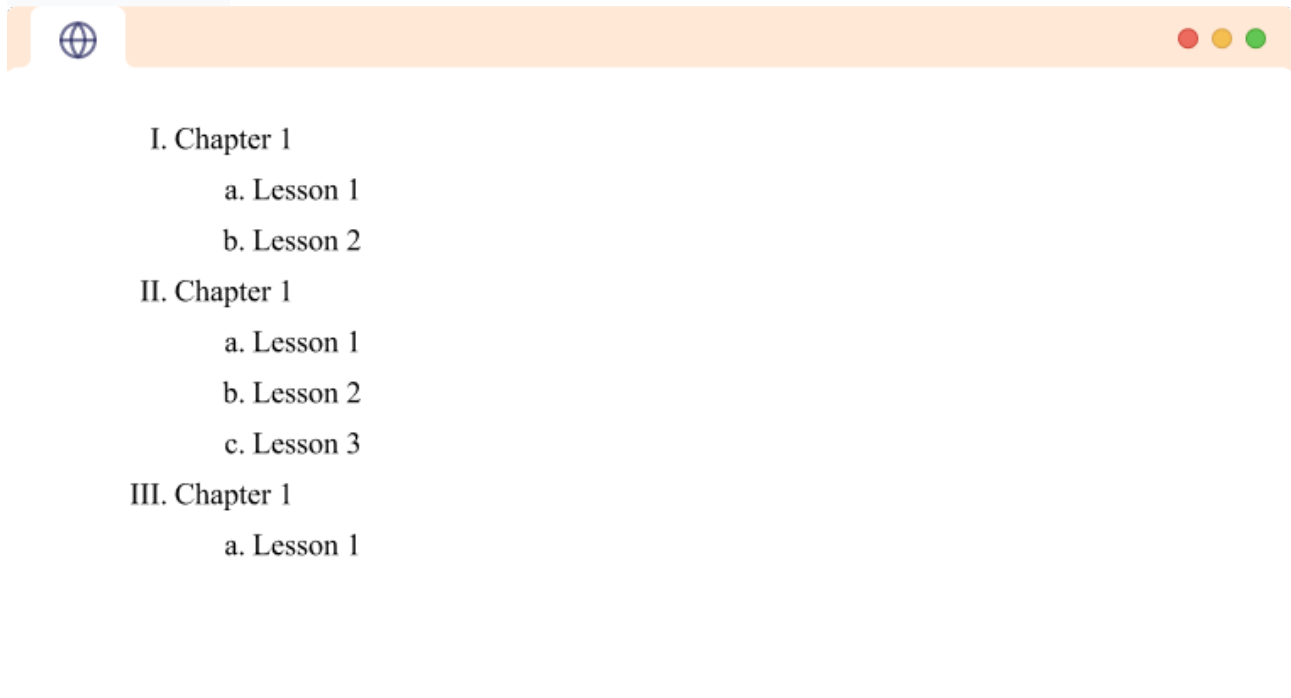 I. Chapter 1
a. Lesson 1
b. Lesson 2
II. Chapter 1
a. Lesson 1
b. Lesson 2
c. Lesson 3
III. Chapter 1
a. Lesson 1